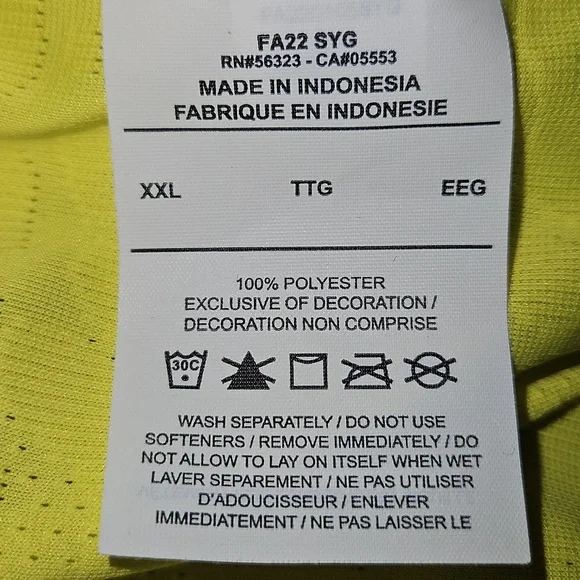 FA22 SYG
RN#56323 - CA#05553
MADE IN INDONESIA
FABRIQUE EN INDONESIE
XXL TTG EEG
100% POLYESTER
EXCLUSIVE OF DECORATION /
DECORATION NON COMPRISE
30C
WASH SEPARATELY / DO NOT USE
SOFTENERS / REMOVE IMMEDIATELY / DO
NOT ALLOW TO LAY ON ITSELF WHEN WET
LAVER SEPAREMENT / NE PAS UTILISER
D'ADOUCISSEUR / ENLEVER
IMMEDIATEMENT / NE PAS LAISSER LE